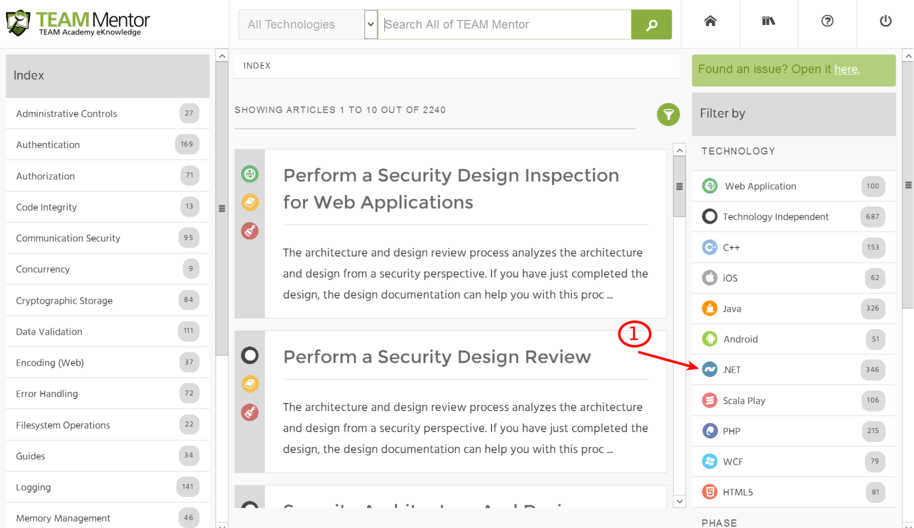 TEAM Mentor
TEAM Academy eKnowledge
All Technologies
Search All of TEAM Mentor
Index
Administrative Controls 27
Authentication 169
Authorization 71
Code Integrity 13
Communication Security 95
Concurrency 9
Cryptographic Storage 84
Data Validation 111
Encoding (Web) 37
Error Handling 72
Filesystem Operations 22
Guides 34
Logging 141
Memory Management 46
INDEX
SHOWING ARTICLES 1 TO 10 OUT OF 2240
Perform a Security Design Inspection
for Web Applications
The architecture and design review process analyzes the architecture
and design from a security perspective. If you have just completed the
design, the design documentation can help you with this proc ...
Perform a Security Design Review
The architecture and design review process analyzes the architecture
and design from a security perspective. If you have just completed the
design, the design documentation can help you with this proc ...
1
Found an issue? Open it here.
Filter by
TECHNOLOGY
Web Application 100
Technology Independent 687
C++ 153
iOS 62
Java 326
Android 51
.NET 346
Scala Play 106
PHP 215
WCF 79
HTML5 81
PHASE